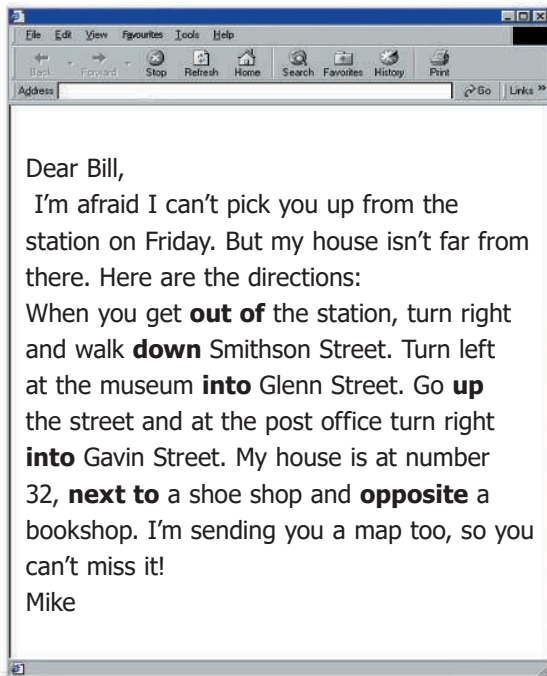 File Edit View Favourites Tools Help
Back Forward Stop Refresh Home Search Favorites History Print
Address Go Links »
Dear Bill,
I'm afraid I can't pick you up from the
station on Friday. But my house isn't far from
there. Here are the directions:
When you get out of the station, turn right
and walk down Smithson Street. Turn left
at the museum into Glenn Street. Go up
the street and at the post office turn right
into Gavin Street. My house is at number
32, next to a shoe shop and opposite a
bookshop. I'm sending you a map too, so you
can't miss it!
Mike